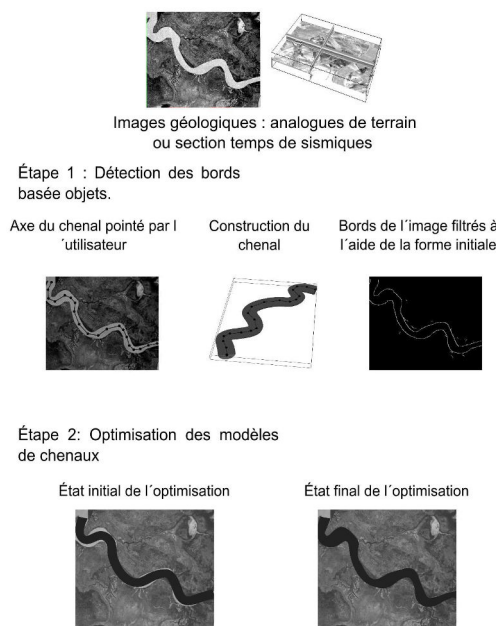 Images géologiques : analogues de terrain
ou section temps de sismiques
Étape 1 : Détection des bords
basée objets.
Axe du chenal pointé par l
´utilisateur
Construction du
chenal
Bords de l´image filtrés à
l´aide de la forme initiale
Étape 2: Optimisation des modèles
de chenaux
État initial de l´optimisation
État final de l´optimisation